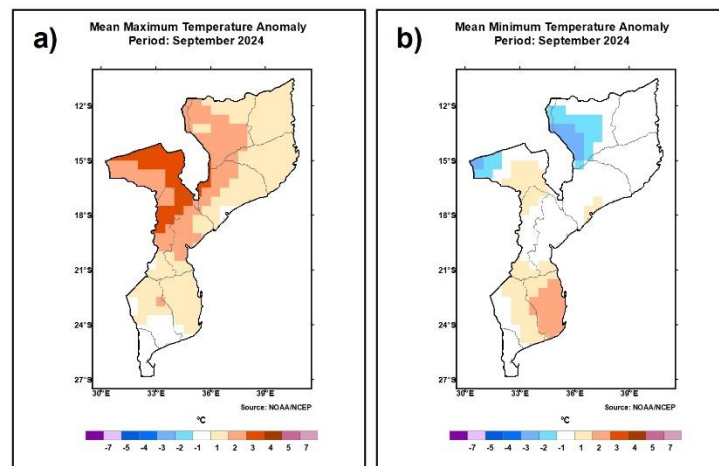 a)
Mean Maximum Temperature Anomaly
Period: September 2024
12°S
15°S
18°S
21°S
24°S
27°S
30°E 33°E 36°E 39°E
Source: NOAA/NCEP
°C
-7 -5 -4 -3 -2 -1 1 2 3 4 5 7
b)
Mean Minimum Temperature Anomaly
Period: September 2024
12°S
15°S
18°S
21°S
24°S
27°S
30°E 33°E 36°E 39°E
Source: NOAA/NCEP
°C
-7 -5 -4 -3 -2 -1 1 2 3 4 5 7